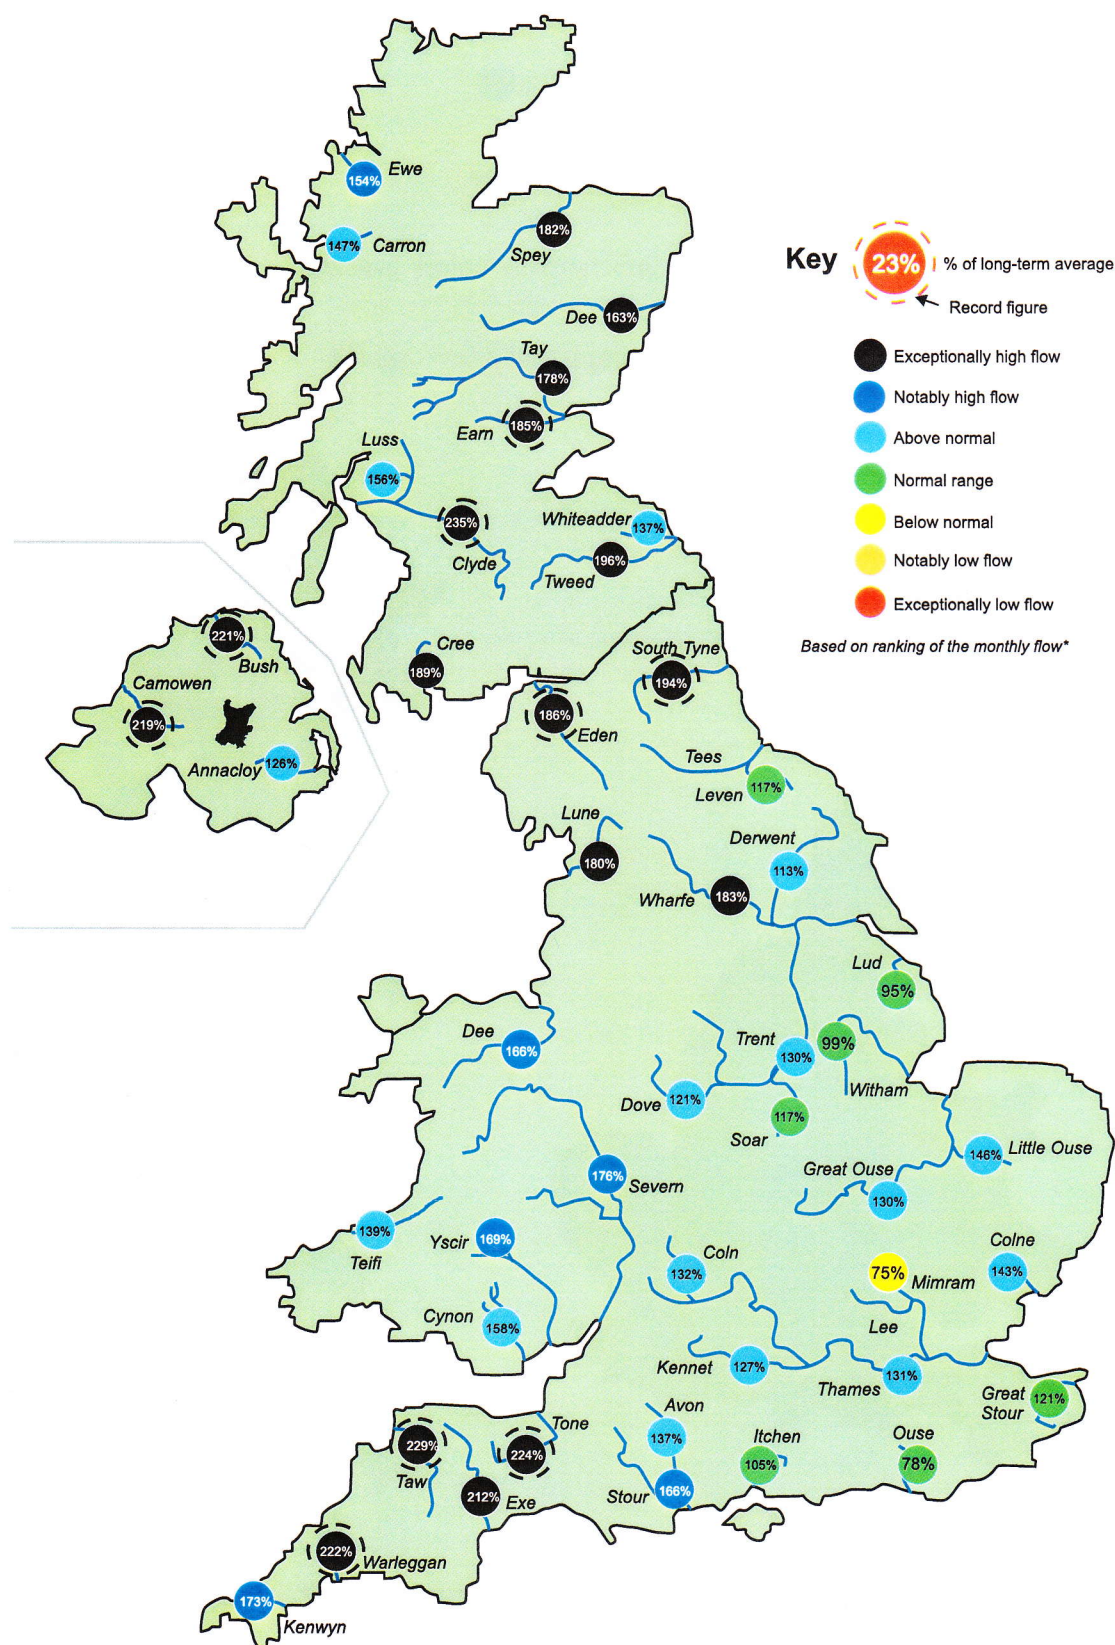 Ewe
154%
147%
Carron
182%
Spey
Dee
163%
Tay
178%
185%
Earn
Luss
156%
235%
Clyde
Whiteadder
137%
196%
Tweed
Cree
189%
221%
Bush
Camowen
219%
Annacloy
126%
South Tyne
194%
186%
Eden
Tees
Leven
117%
Lune
180%
Derwent
113%
Wharfe
183%
Lud
95%
Dee
166%
Trent
130%
99%
Witham
Dove
121%
117%
Soar
146%
Little Ouse
Great Ouse
130%
176%
Severn
139%
Teifi
Yscir
169%
Cynon
158%
Coln
132%
75%
Mimram
Colne
143%
Lee
Kennet
127%
Thames
131%
Great
Stour
121%
Avon
137%
Itchen
105%
Ouse
78%
Stour
166%
Tone
224%
229%
Taw
212%
Exe
222%
Warleggan
173%
Kenwyn
Key
23%
% of long-term average
Record figure
Exceptionally high flow
Notably high flow
Above normal
Normal range
Below normal
Notably low flow
Exceptionally low flow
Based on ranking of the monthly flow*